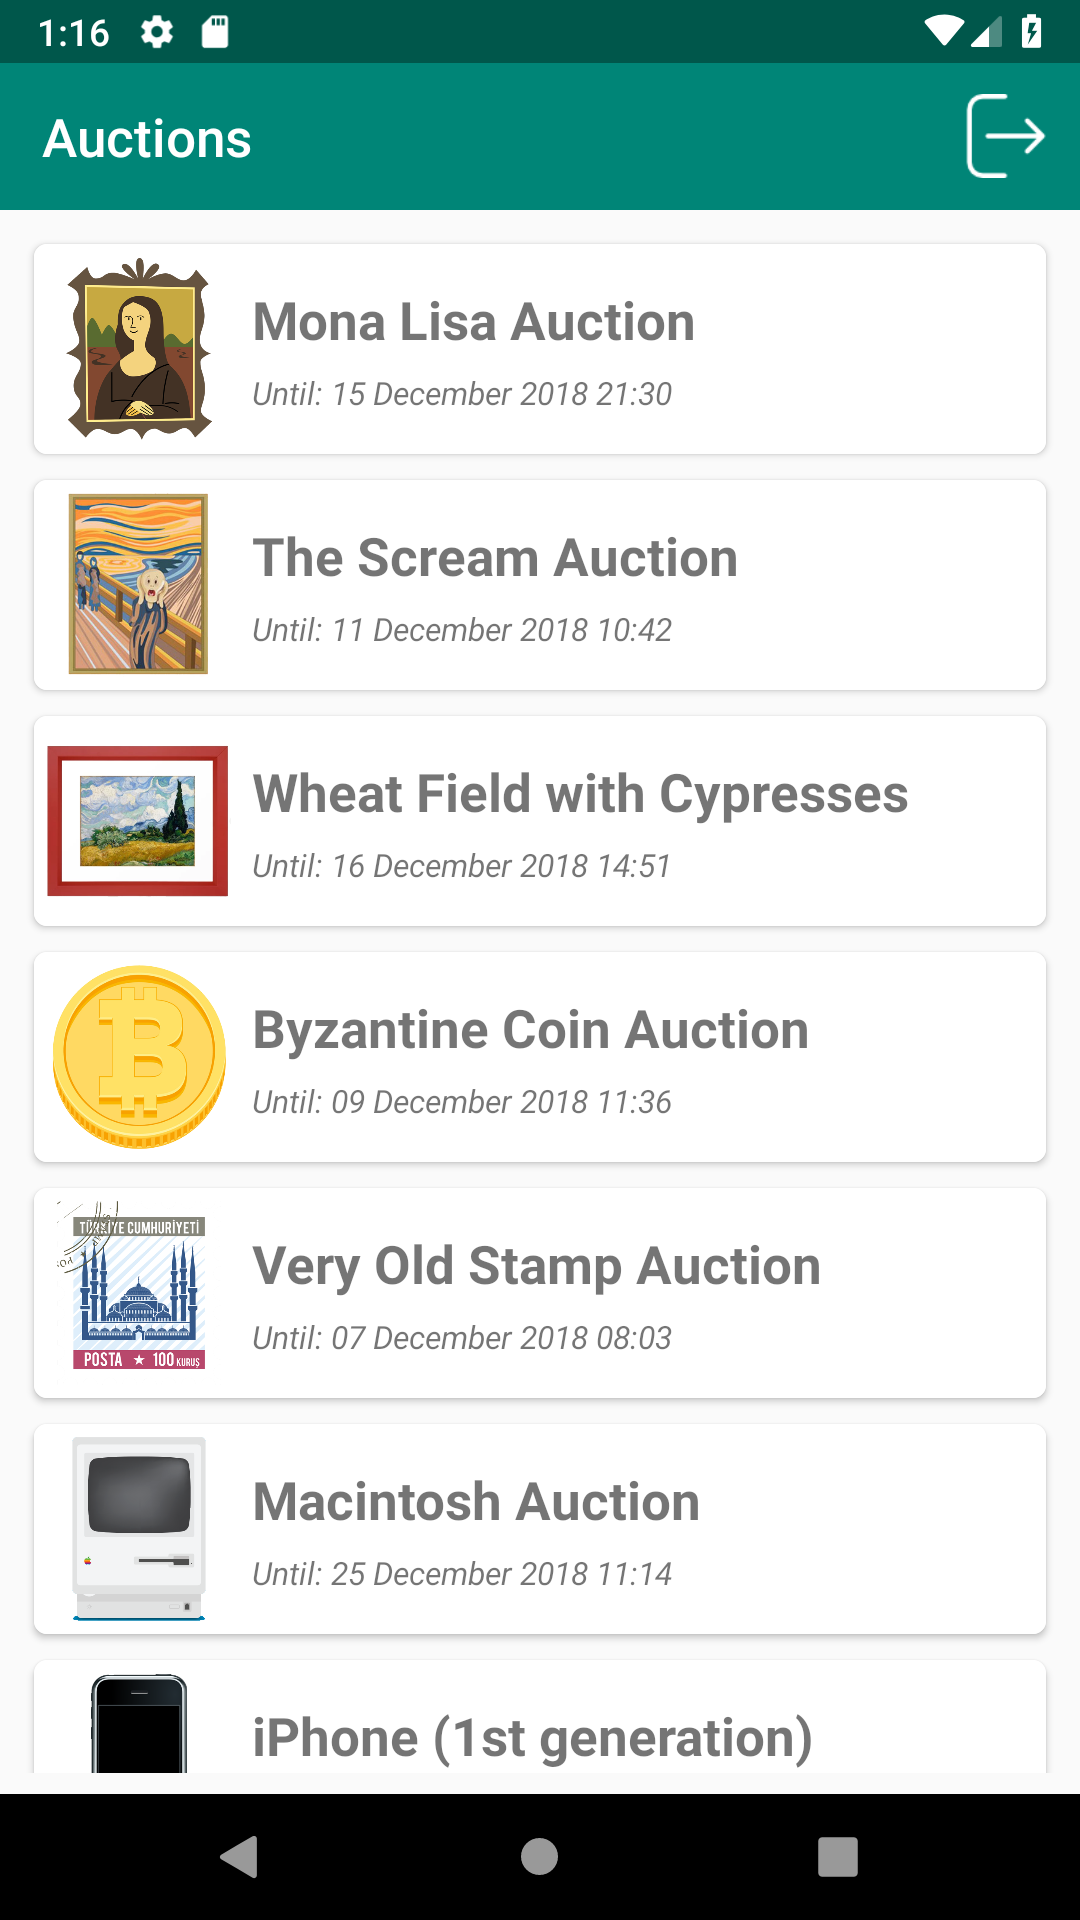 1:16
Auctions
Mona Lisa Auction
Until: 15 December 2018 21:30
The Scream Auction
Until: 11 December 2018 10:42
Wheat Field with Cypresses
Until: 16 December 2018 14:51
Byzantine Coin Auction
Until: 09 December 2018 11:36
TÜRKİYE CUMHURİYETİ
POSTA ★ 100 KURUŞ
Very Old Stamp Auction
Until: 07 December 2018 08:03
Macintosh Auction
Until: 25 December 2018 11:14
iPhone (1st generation)